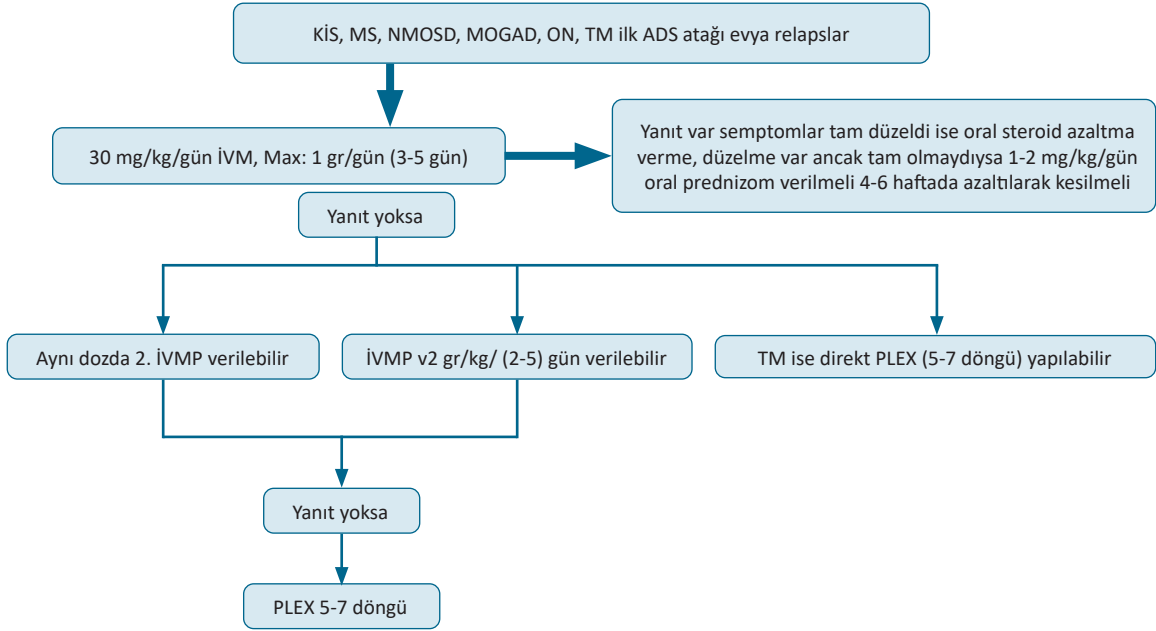 KİS, MS, NMOSD, MOGAD, ON, TM ilk ADS atağı evya relapslar
30 mg/kg/gün İVM, Max: 1 gr/gün (3-5 gün)
Yanıt var semptomlar tam düzeldi ise oral steroid azaltma
verme, düzelme var ancak tam olmaydıysa 1-2 mg/kg/gün
oral prednizom verilmeli 4-6 haftada azaltılarak kesilmeli
Yanıt yoksa
Aynı dozda 2. İVMP verilebilir
İVMP v2 gr/kg/ (2-5) gün verilebilir
TM ise direkt PLEX (5-7 döngü) yapılabilir
Yanıt yoksa
PLEX 5-7 döngü